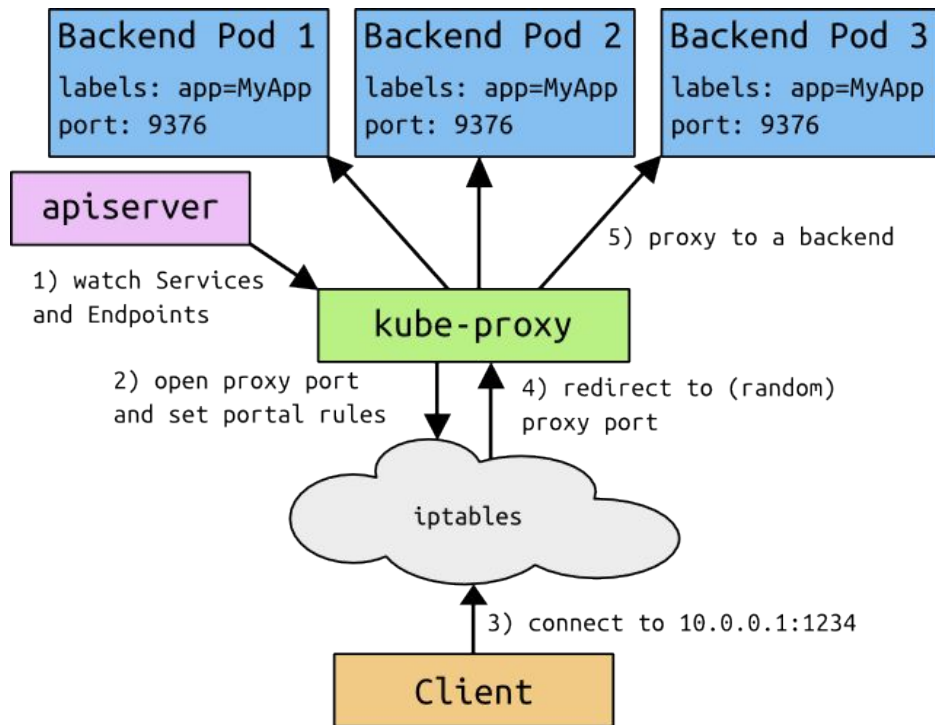 Backend Pod 1
labels: app=MyApp
port: 9376
Backend Pod 2
labels: app=MyApp
port: 9376
Backend Pod 3
labels: app=MyApp
port: 9376
apiserver
1) watch Services
and Endpoints
5) proxy to a backend
kube-proxy
2) open proxy port
and set portal rules
4) redirect to (random)
proxy port
iptables
3) connect to 10.0.0.1:1234
Client